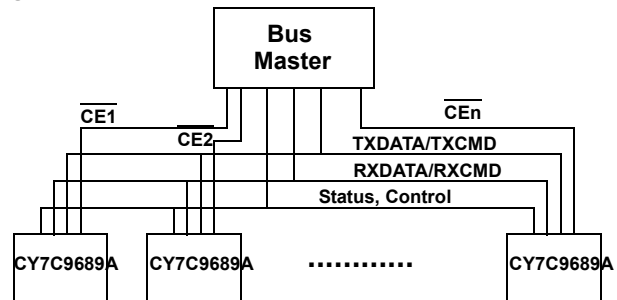 Bus
Master
CE1
CEn
CE2
TXDATA/TXCMD
RXDATA/RXCMD
Status, Control
CY7C9689A CY7C9689A ............ CY7C9689A